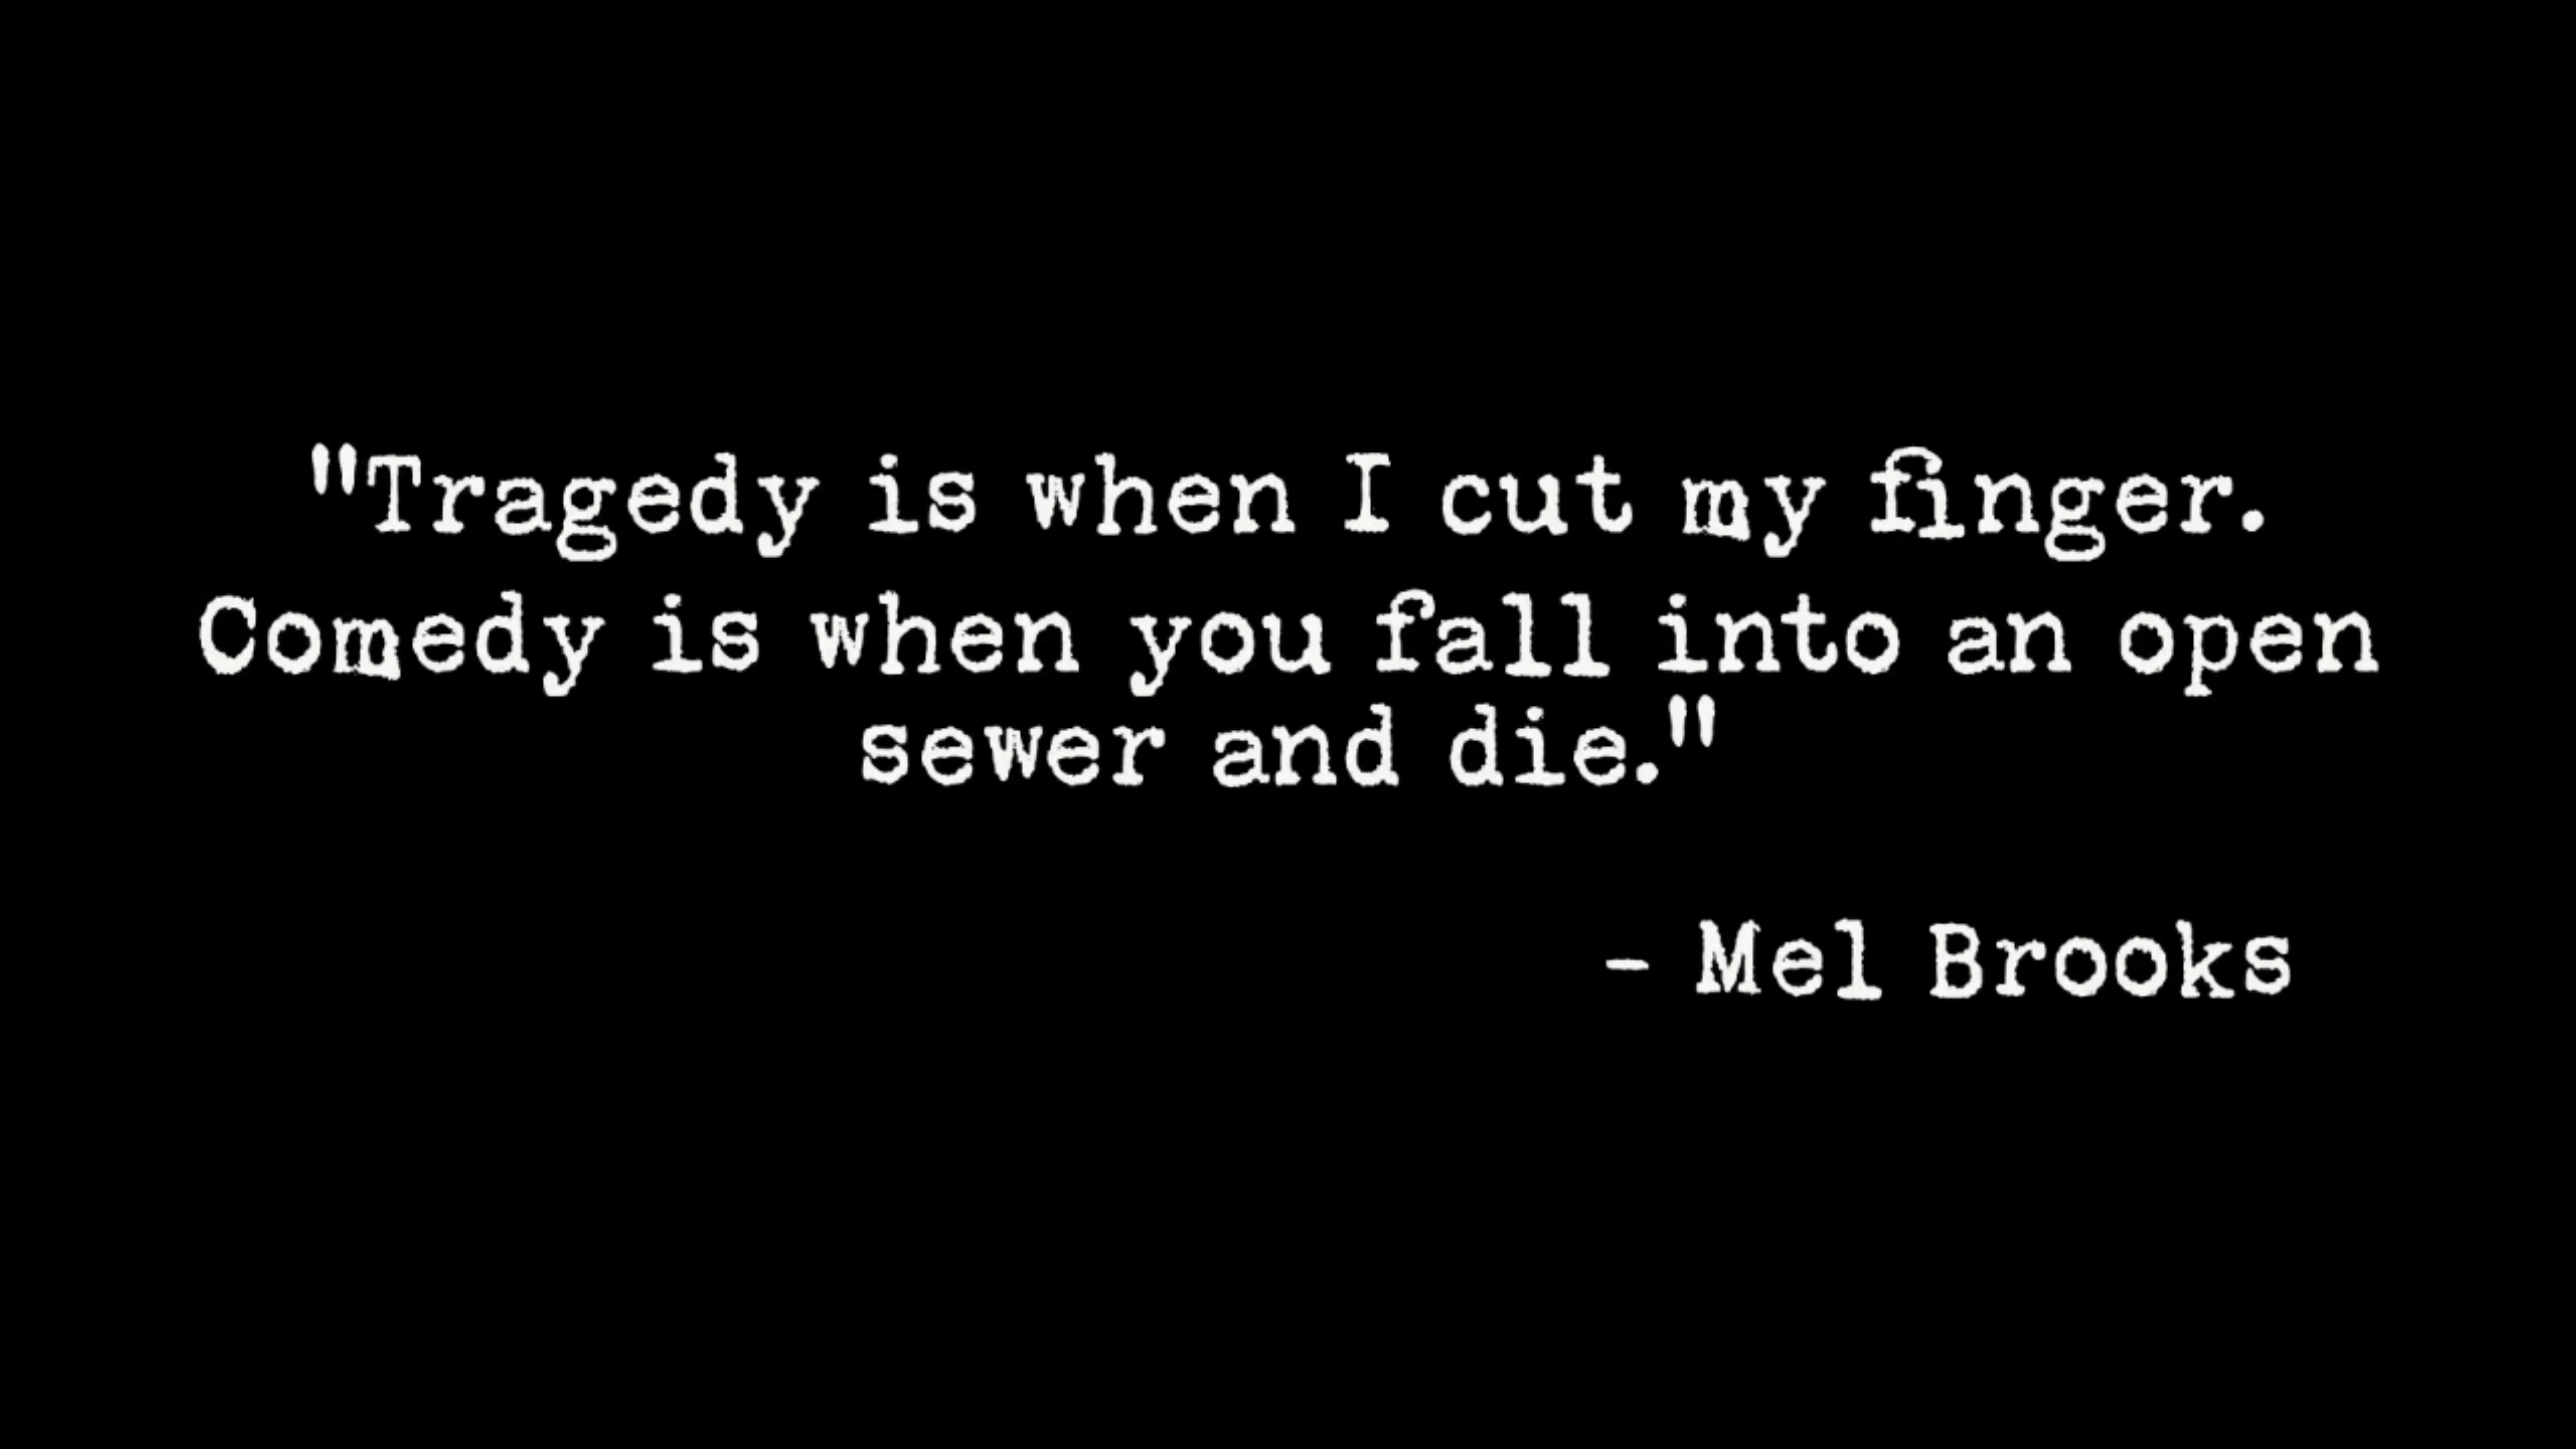 "Tragedy is when I cut my finger.
Comedy is when you fall into an open
sewer and die."
- Mel Brooks